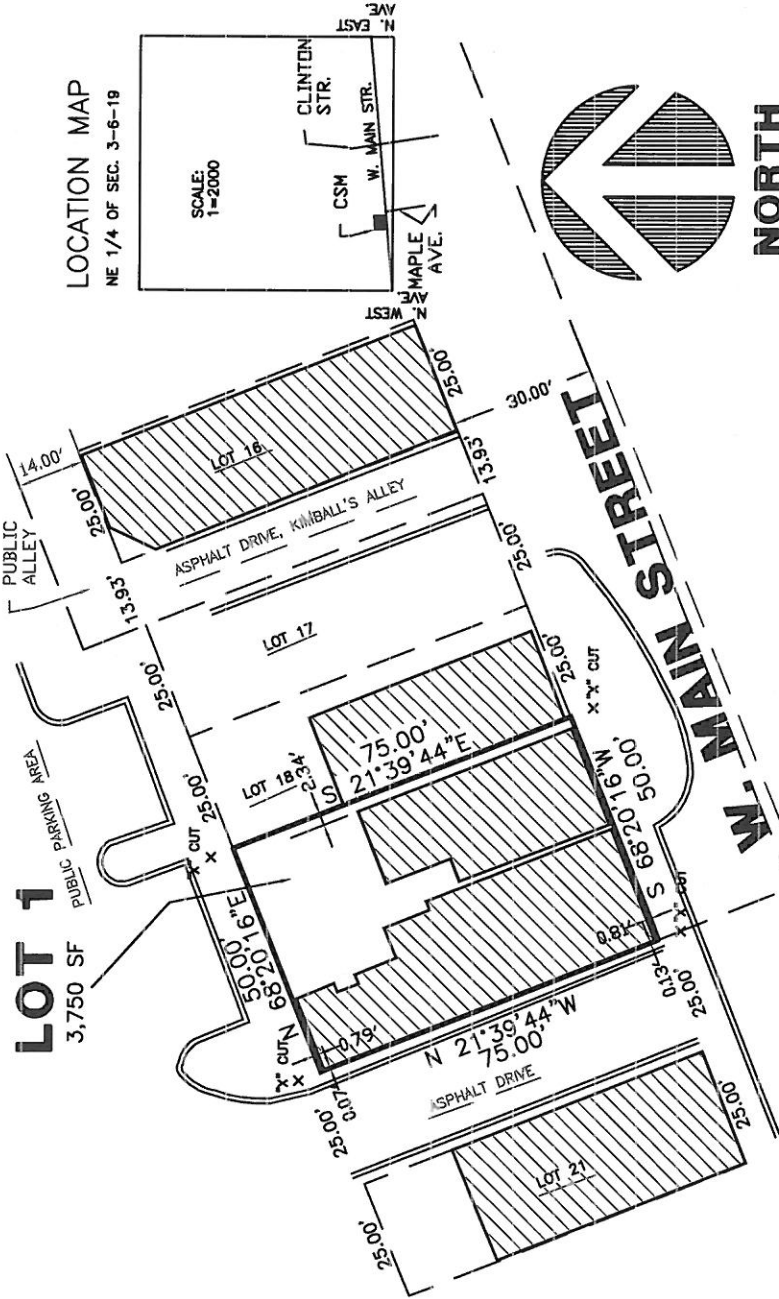 LOT 1
3,750 SF
PUBLIC PARKING AREA
PUBLIC
ALLEY
14.00'
25.00'
13.93'
25.00'
25.00'
"X" CUT
X
LOT 16
ASPHALT DRIVE, KIMBALL'S ALLEY
LOT 17
LOT 18
2.34'
75.00'
S 21°39'44"E
50.00'
N 68°20'16"E
"X" CUT
X
0.79'
0.07'
25.00'
N 21°39'44"W
75.00'
ASPHALT DRIVE
25.00'
LOT 21
25.00'
25.00'
0.13'
0.81'
X "X" CUT
S 68°20'16"W
50.00'
X "X" CUT
25.00'
25.00'
13.93'
25.00'
30.00'
W. MAIN STREET
LOCATION MAP
NE 1/4 OF SEC. 3-6-19
SCALE:
1=2000
CSM
CLINTON
STR.
W. MAIN STR.
MAPLE
AVE.
N. WEST
AVE.
N. EAST
AVE.
NORTH